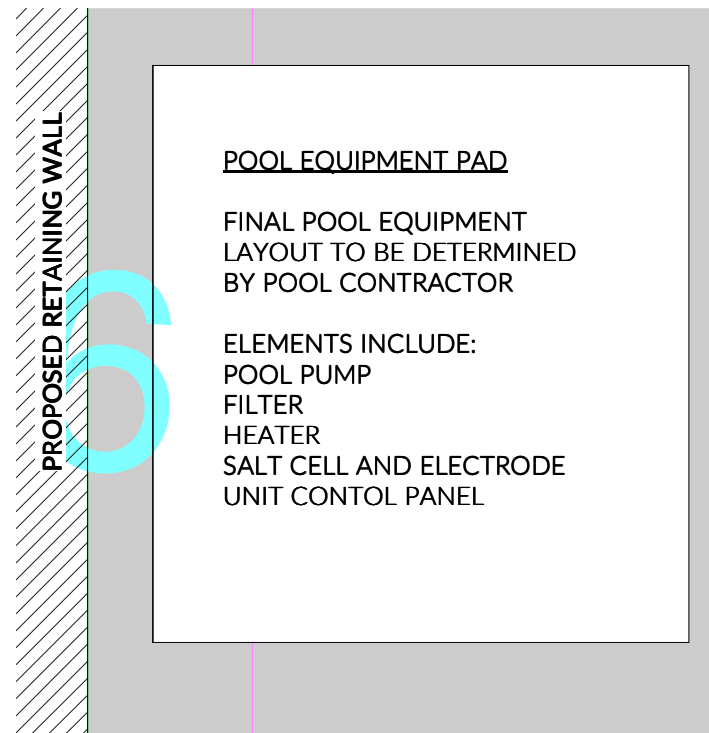 PROPOSED RETAINING WALL
6
POOL EQUIPMENT PAD
FINAL POOL EQUIPMENT
LAYOUT TO BE DETERMINED
BY POOL CONTRACTOR
ELEMENTS INCLUDE:
POOL PUMP
FILTER
HEATER
SALT CELL AND ELECTRODE
UNIT CONTOL PANEL